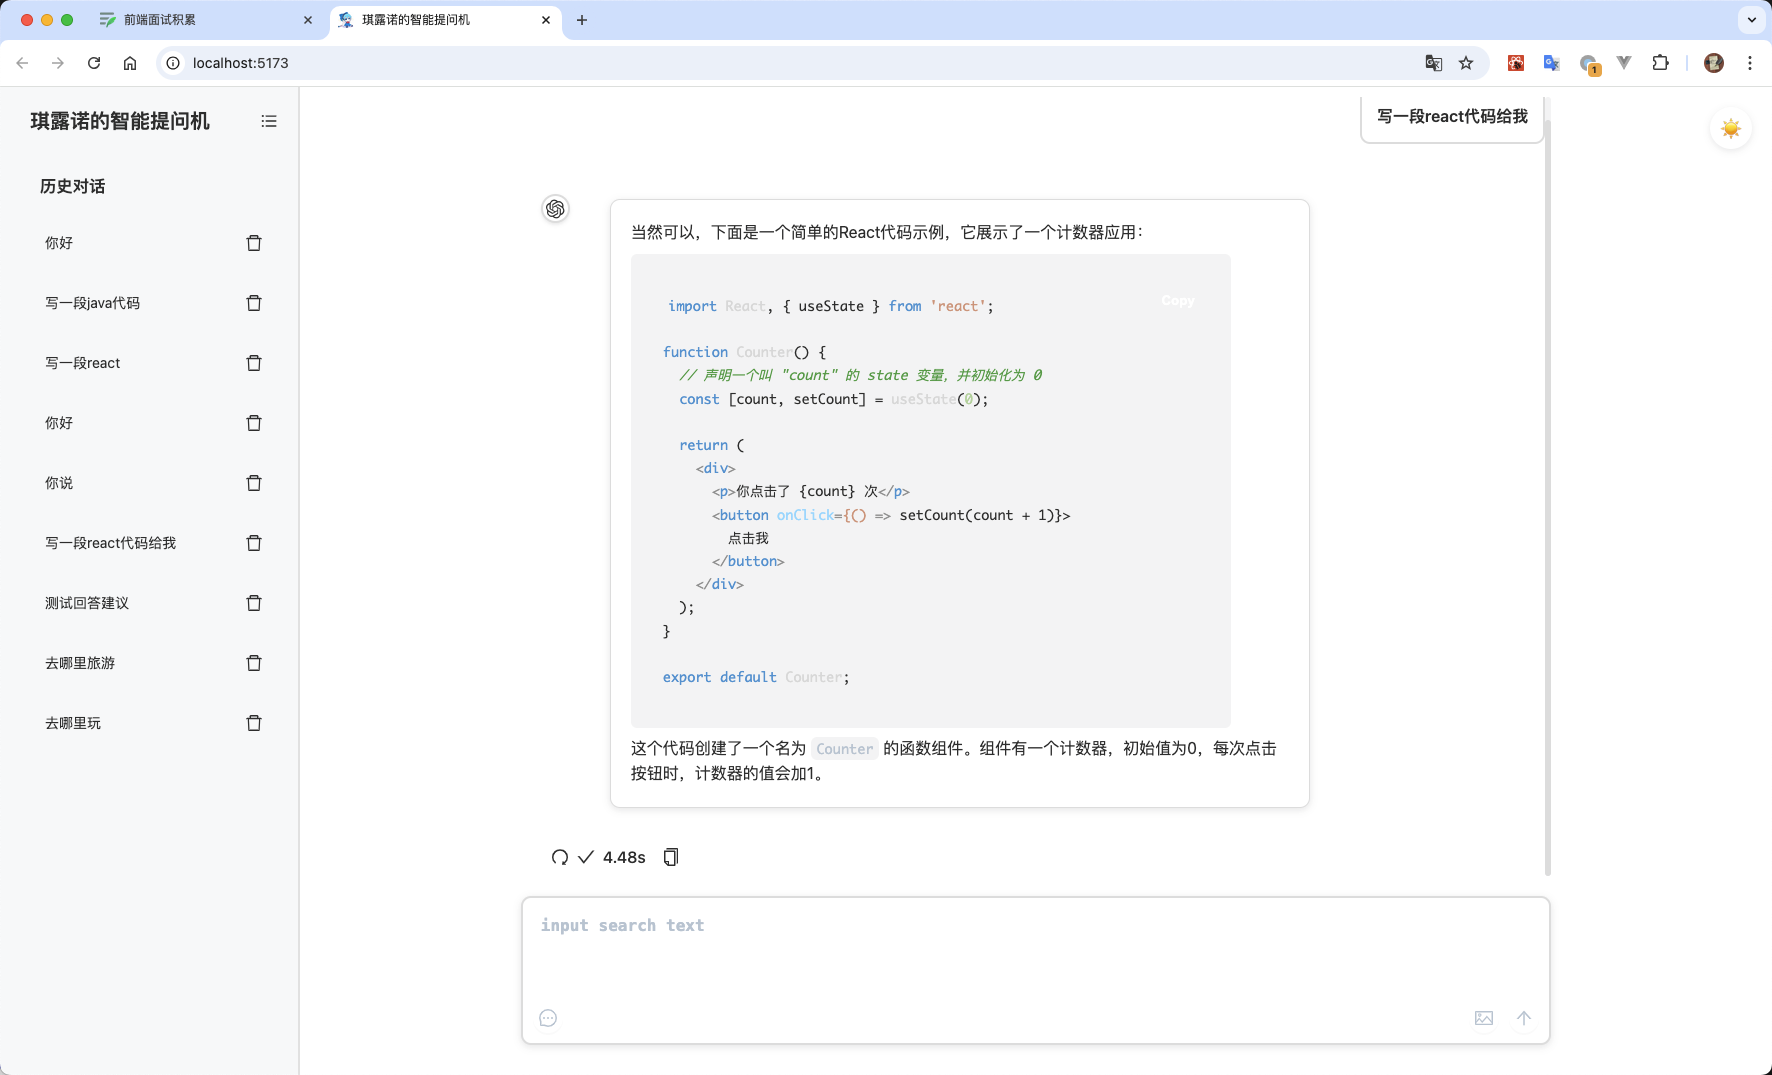 前端面试积累
琪露诺的智能提问机
localhost:5173
1
琪露诺的智能提问机
历史对话
你好
写一段java代码
写一段react
你好
你说
写一段react代码给我
测试回答建议
去哪里旅游
去哪里玩
写一段react代码给我
当然可以，下面是一个简单的React代码示例，它展示了一个计数器应用：
Copy
import React, { useState } from 'react';
function Counter() {
// 声明一个叫 "count" 的 state 变量，并初始化为 0
const [count, setCount] = useState(0);
return (
<div>
<p>你点击了 {count} 次</p>
<button onClick={() => setCount(count + 1)}>
点击我
</button>
</div>
);
}
export default Counter;
这个代码创建了一个名为 Counter 的函数组件。组件有一个计数器，初始值为0，每次点击
按钮时，计数器的值会加1。
4.48s
input search text